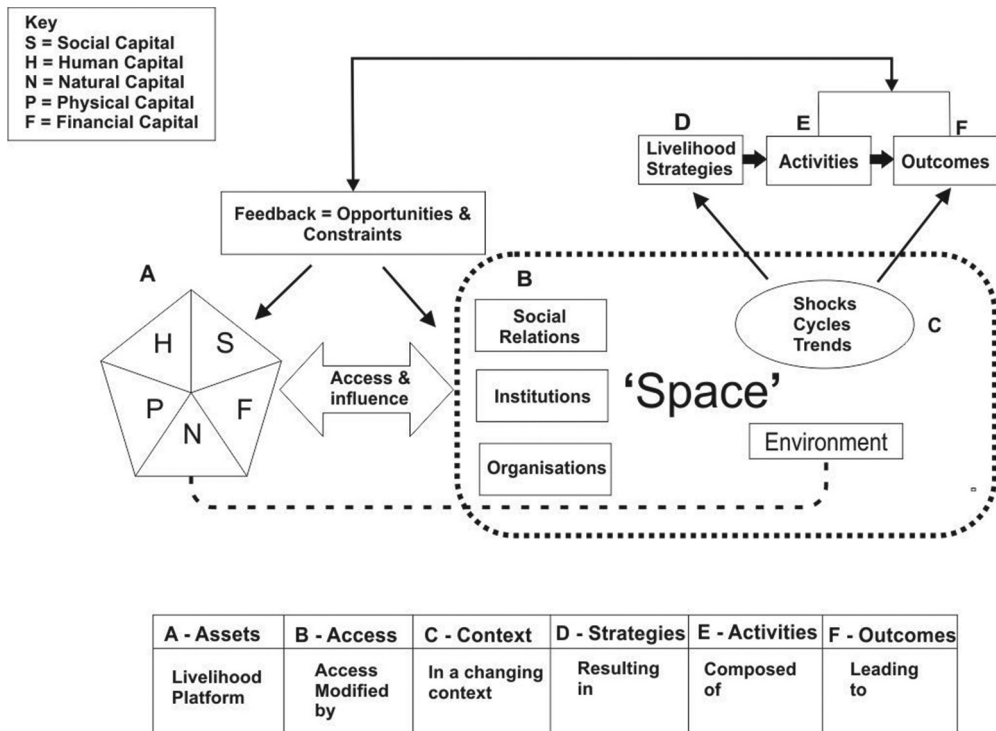 Key
S = Social Capital
H = Human Capital
N = Natural Capital
P = Physical Capital
F = Financial Capital
D
E
F
Livelihood
Strategies
Activities
Outcomes
Feedback = Opportunities &
Constraints
A
B
H
S
P
F
N
Access &
influence
Social
Relations
Institutions
Organisations
'Space'
Shocks
Cycles
Trends
C
Environment
A - Assets
B - Access
C - Context
D - Strategies
E - Activities
F - Outcomes
Livelihood
Platform
Access
Modified
by
In a changing
context
Resulting
in
Composed
of
Leading
to